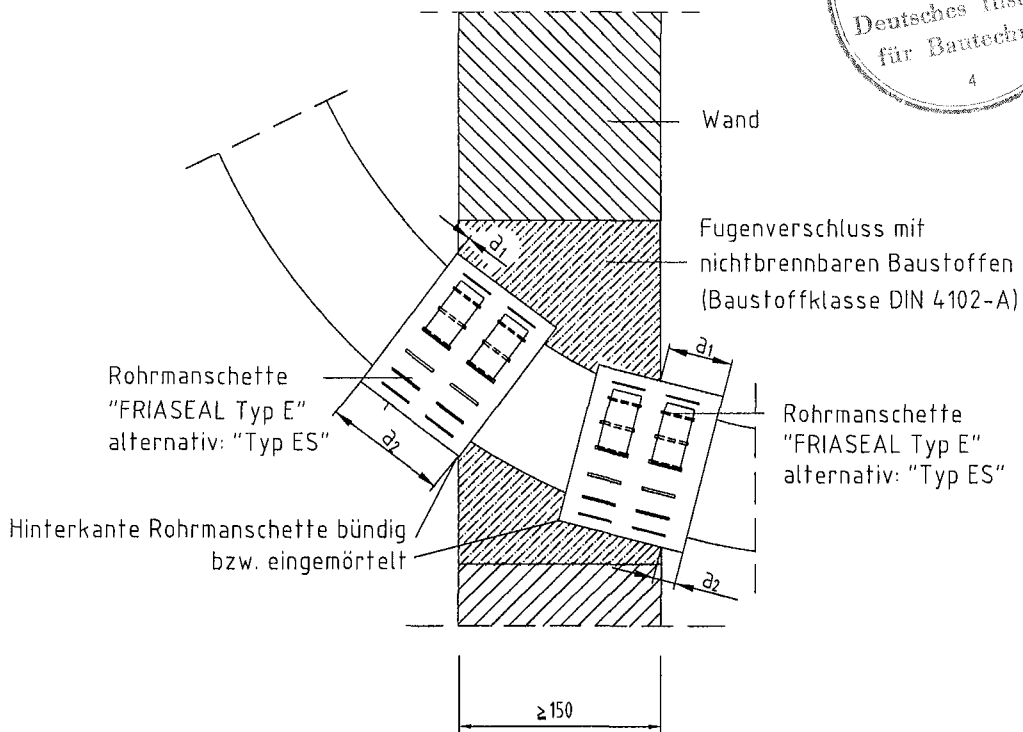 Deutsches
für
4
Wand
a₁
Fugenverschluss mit
nichtbrennbaren Baustoffen
(Baustoffklasse DIN 4102-A)
a₁
Rohrmanschette
"FRIASEAL Typ E"
alternativ: "Typ ES"
a₂
Rohrmanschette
"FRIASEAL Typ E"
alternativ: "Typ ES"
Hinterkante Rohrmanschette bündig
bzw. eingemörtelt
a₂
≥150